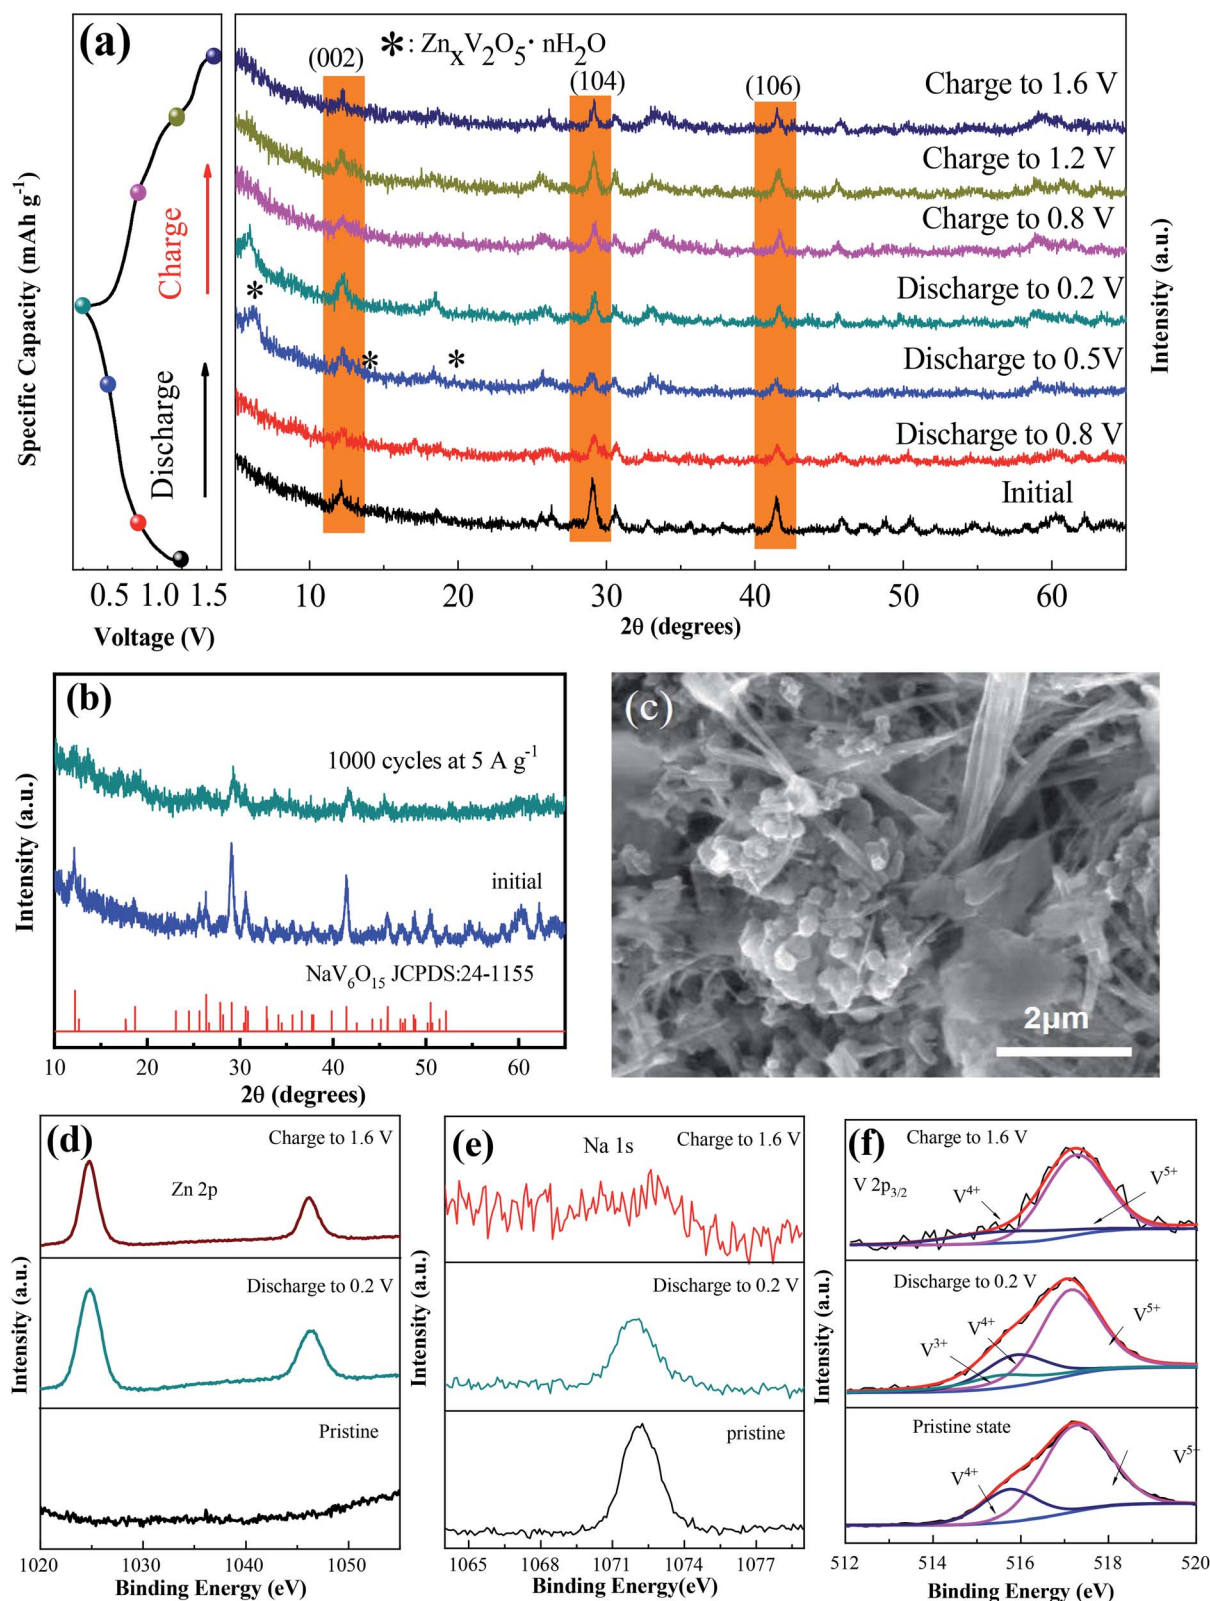 (a)
*: ZnxV2O5· nH2O
(002)
(104)
(106)
Charge to 1.6 V
Charge to 1.2 V
Charge to 0.8 V
Discharge to 0.2 V
Discharge to 0.5V
Discharge to 0.8 V
Initial
*
*
*
Charge
Discharge
Specific Capacity (mAh g-1)
Intensity (a.u.)
0.5 1.0 1.5
Voltage (V)
10 20 30 40 50 60
2θ (degrees)
(b)
1000 cycles at 5 A g-1
initial
NaV6O15 JCPDS:24-1155
Intensity (a.u.)
10 20 30 40 50 60
2θ (degrees)
(c)
2μm
(d)
Charge to 1.6 V
Zn 2p
Discharge to 0.2 V
Pristine
Intensity (a.u.)
1020 1030 1040 1050
Binding Energy (eV)
(e)
Na 1s
Charge to 1.6 V
Discharge to 0.2 V
pristine
Intensity (a.u.)
1065 1068 1071 1074 1077
Binding Energy(eV)
(f)
Charge to 1.6 V
V 2p3/2
V4+
V5+
Discharge to 0.2 V
V3+
V4+
V5+
Pristine state
V4+
V5+
Intensity (a.u.)
512 514 516 518 520
Binding Energy (eV)